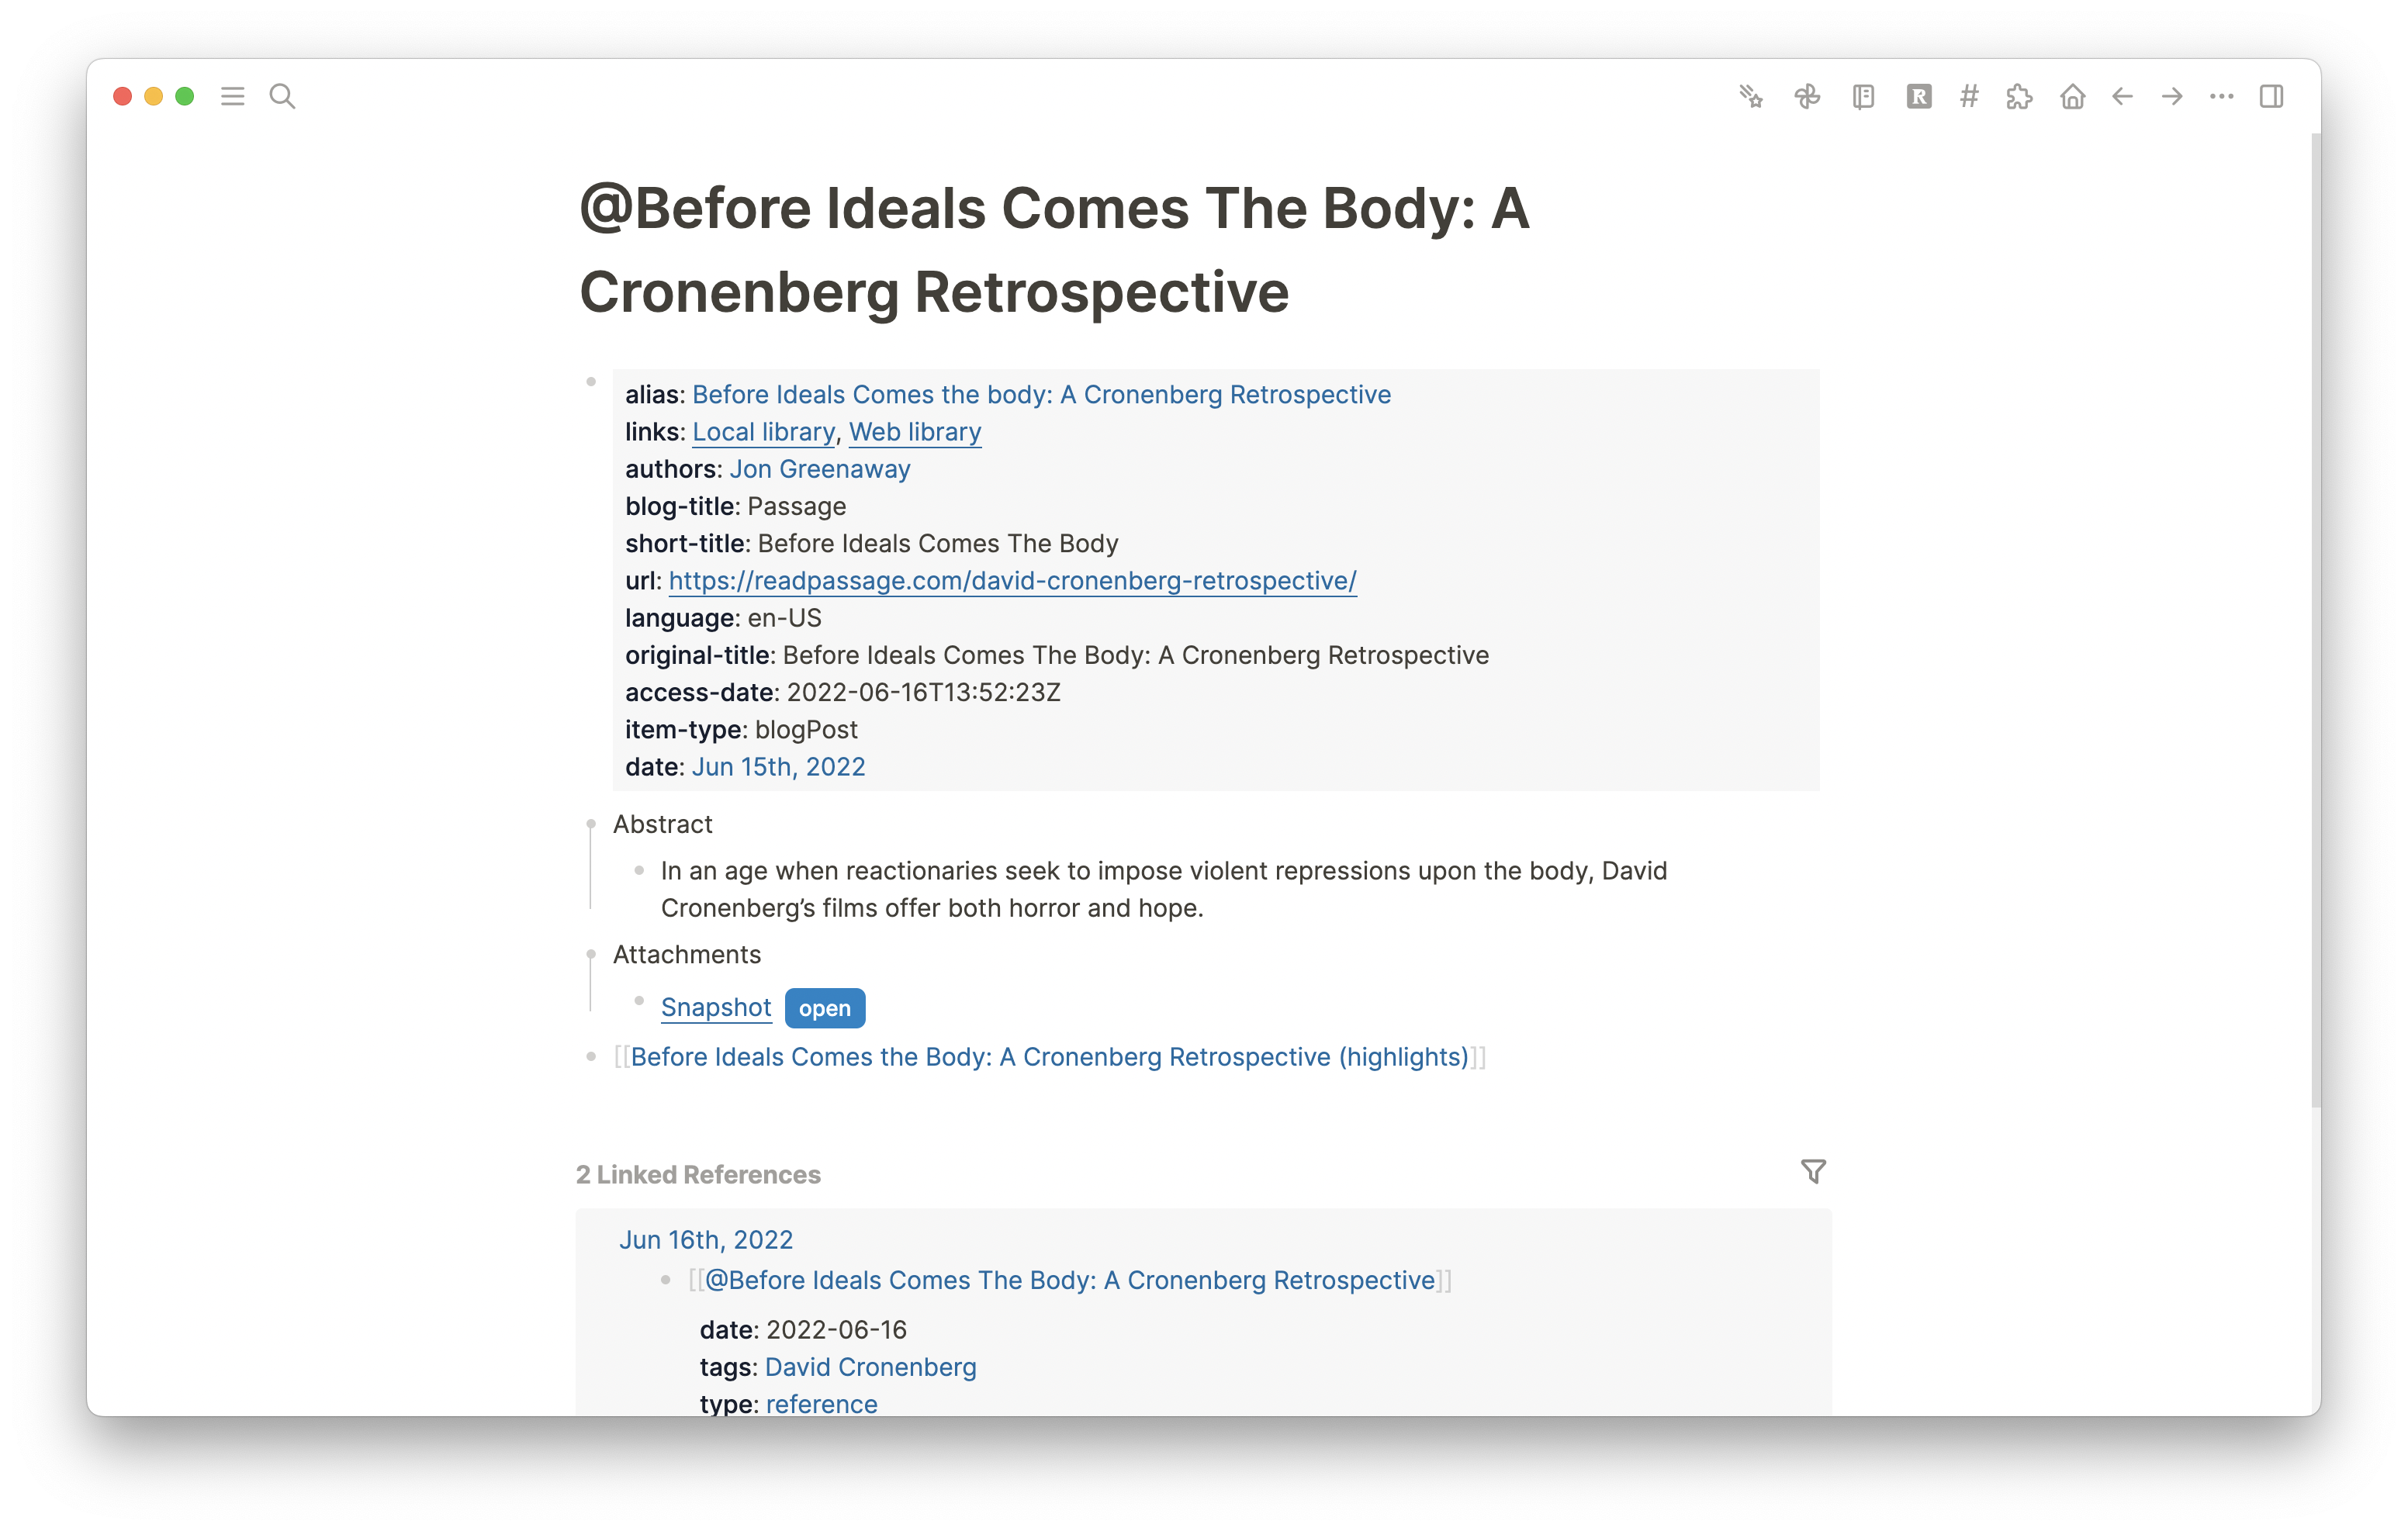 @Before Ideals Comes The Body: A
Cronenberg Retrospective
alias: Before Ideals Comes the body: A Cronenberg Retrospective
links: Local library, Web library
authors: Jon Greenaway
blog-title: Passage
short-title: Before Ideals Comes The Body
url: https://readpassage.com/david-cronenberg-retrospective/
language: en-US
original-title: Before Ideals Comes The Body: A Cronenberg Retrospective
access-date: 2022-06-16T13:52:23Z
item-type: blogPost
date: Jun 15th, 2022
Abstract
In an age when reactionaries seek to impose violent repressions upon the body, David
Cronenberg’s films offer both horror and hope.
Attachments
Snapshot open
[[Before Ideals Comes the Body: A Cronenberg Retrospective (highlights)]]
2 Linked References
Jun 16th, 2022
[[@Before Ideals Comes The Body: A Cronenberg Retrospective]]
date: 2022-06-16
tags: David Cronenberg
type: reference